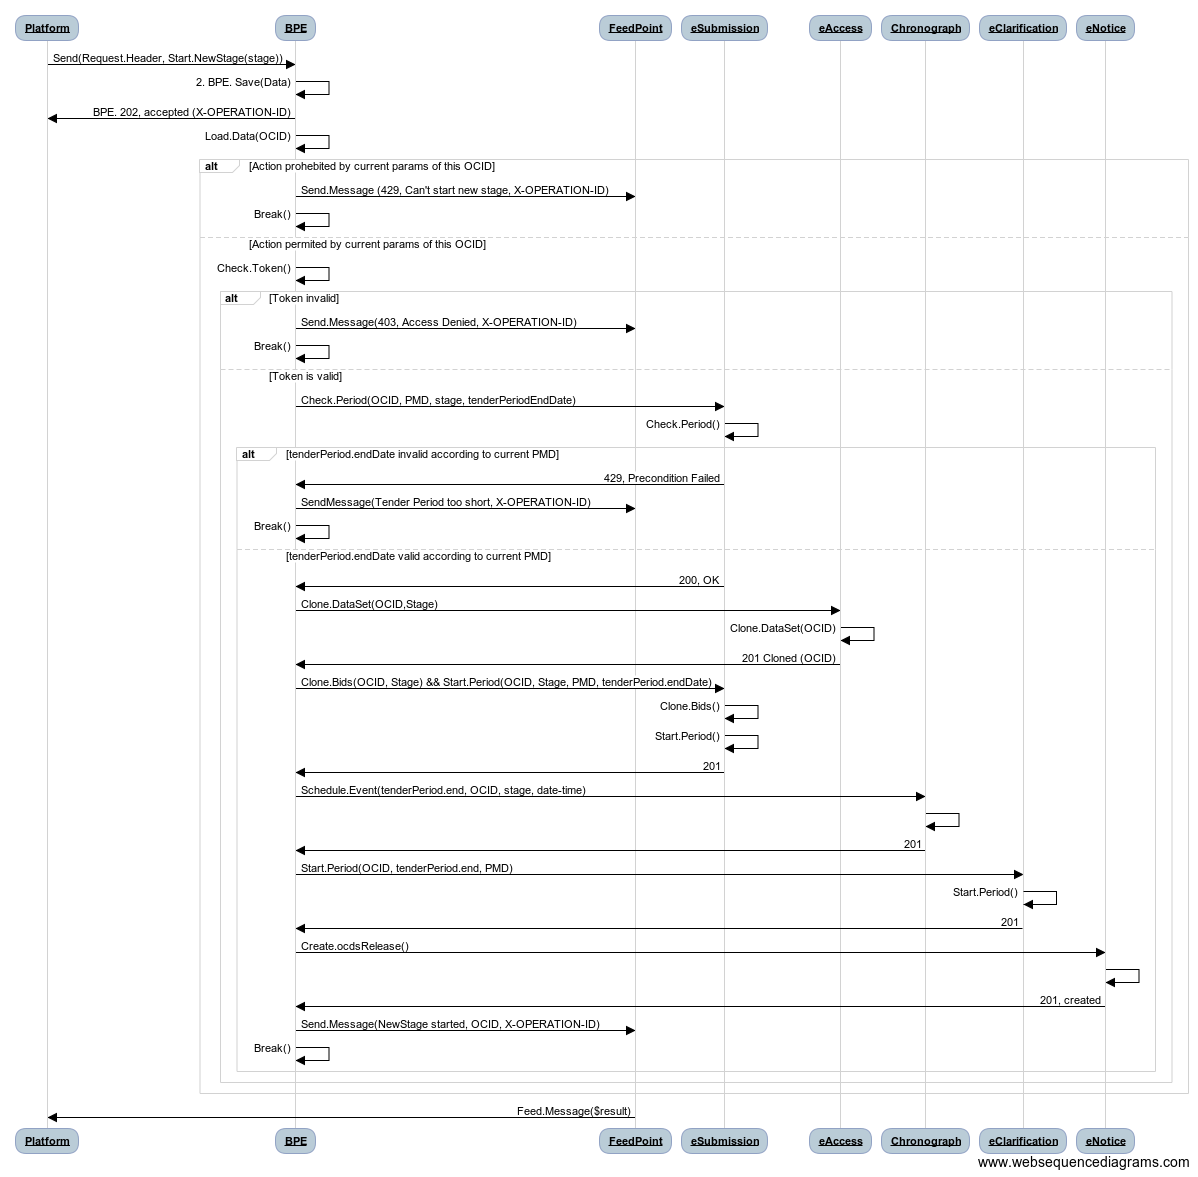 Platform BPE FeedPoint eSubmission eAccess Chronograph eClarification eNotice
Send(Request.Header, Start.NewStage(stage))
2. BPE. Save(Data)
BPE. 202, accepted (X-OPERATION-ID)
Load.Data(OCID)
alt [Action prohebited by current params of this OCID]
Send.Message (429, Can't start new stage, X-OPERATION-ID)
Break()
[Action permited by current params of this OCID]
Check.Token()
alt [Token invalid]
Send.Message(403, Access Denied, X-OPERATION-ID)
Break()
[Token is valid]
Check.Period(OCID, PMD, stage, tenderPeriodEndDate)
Check.Period()
alt [tenderPeriod.endDate invalid according to current PMD]
429, Precondition Failed
SendMessage(Tender Period too short, X-OPERATION-ID)
Break()
[tenderPeriod.endDate valid according to current PMD]
200, OK
Clone.DataSet(OCID,Stage)
Clone.DataSet(OCID)
201 Cloned (OCID)
Clone.Bids(OCID, Stage) && Start.Period(OCID, Stage, PMD, tenderPeriod.endDate)
Clone.Bids()
Start.Period()
201
Schedule.Event(tenderPeriod.end, OCID, stage, date-time)
201
Start.Period(OCID, tenderPeriod.end, PMD)
Start.Period()
201
Create.ocdsRelease()
201, created
Send.Message(NewStage started, OCID, X-OPERATION-ID)
Break()
Feed.Message($result)
Platform BPE FeedPoint eSubmission eAccess Chronograph eClarification eNotice
www.websequencediagrams.com